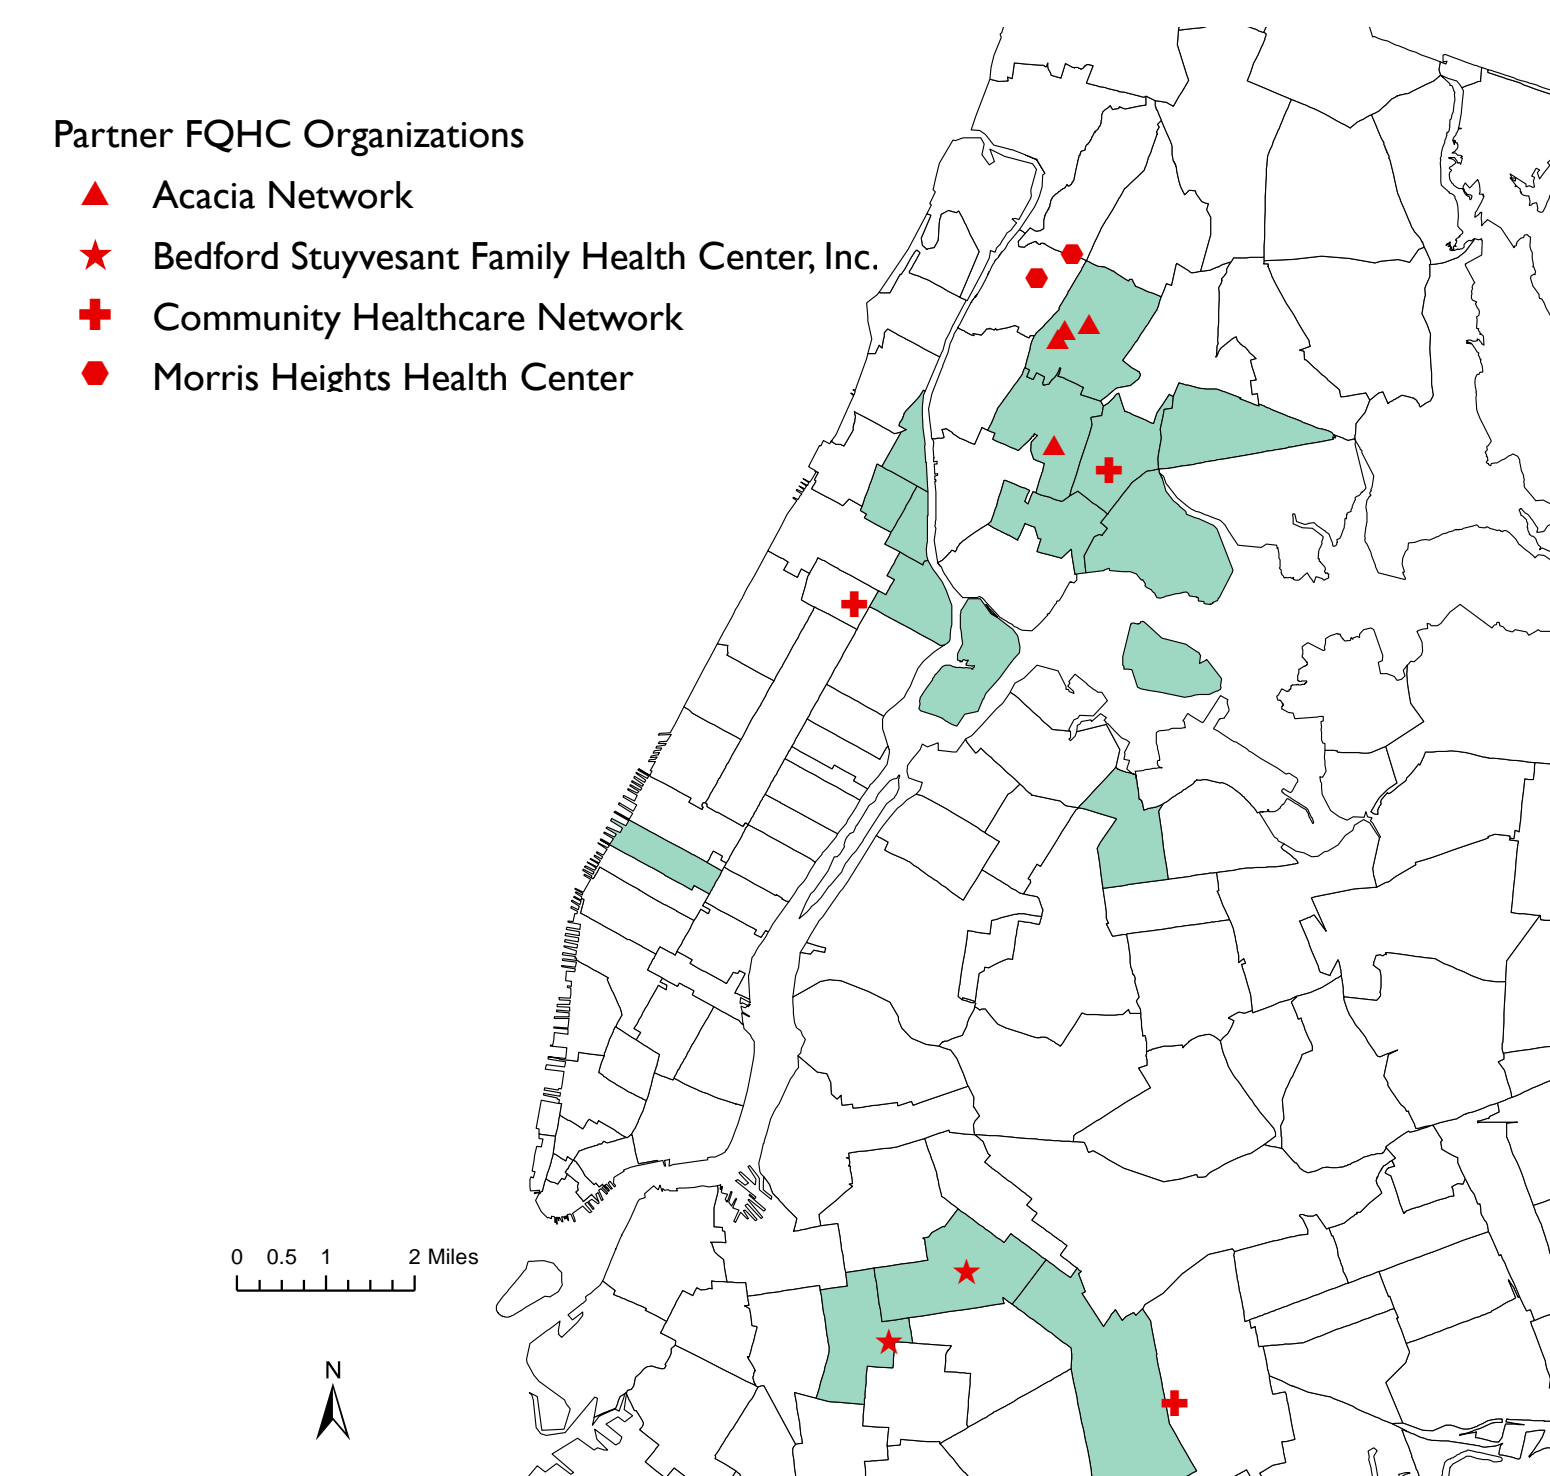 Partner FQHC Organizations
Acacia Network
Bedford Stuyvesant Family Health Center, Inc.
Community Healthcare Network
Morris Heights Health Center
0 0.5 1 2 Miles
N